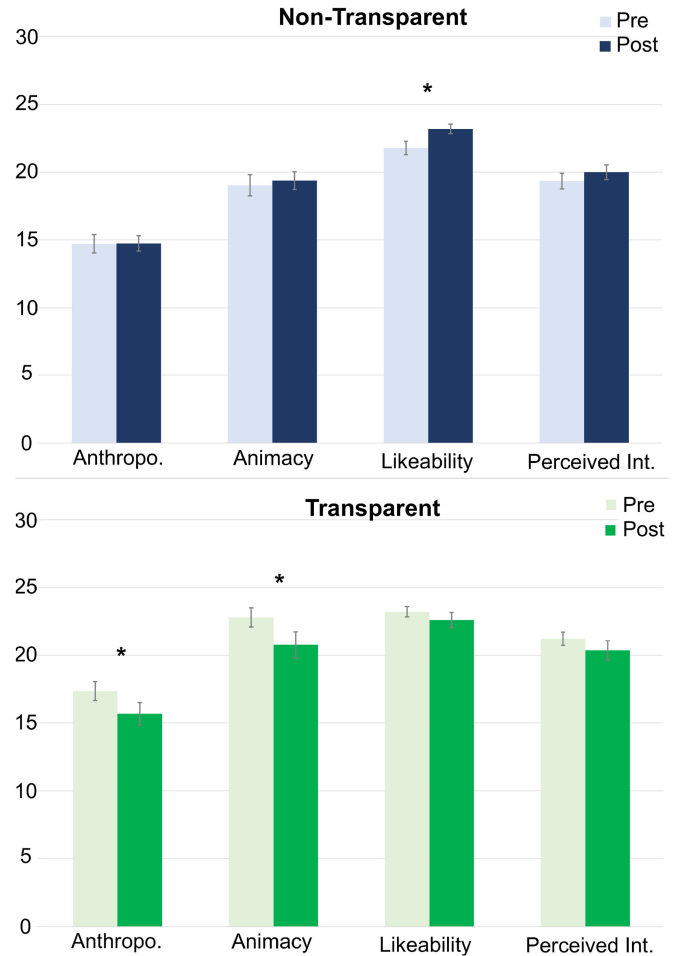 Non-Transparent
Pre
Post
30
25
20
15
10
5
0
*
Anthropo. Animacy Likeability Perceived Int.
Transparent
Pre
Post
30
25
20
15
10
5
0
*
*
Anthropo. Animacy Likeability Perceived Int.